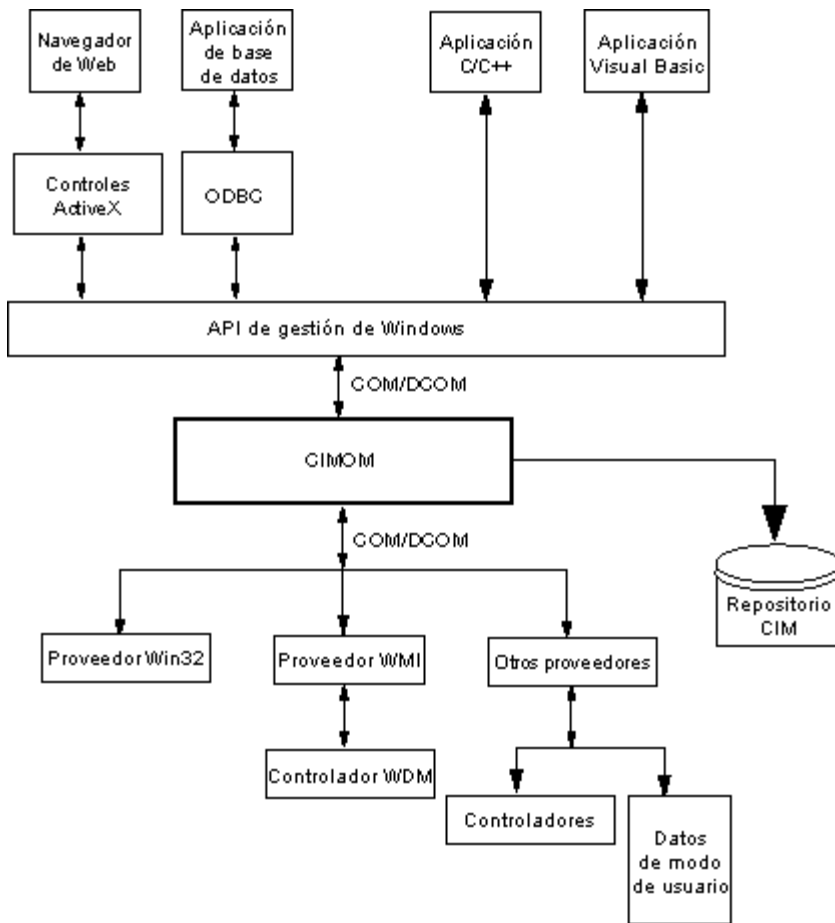 Navegador
de Web
Aplicación
de base
de datos
Aplicación
C/C++
Aplicación
Visual Basic
Controles
ActiveX
ODBC
API de gestión de Windows
COM/DCOM
CIMOM
COM/DCOM
Repositorio
CIM
Proveedor Win32
Proveedor WMI
Otros proveedores
Controlador WDM
Controladores
Datos
de modo
de usuario